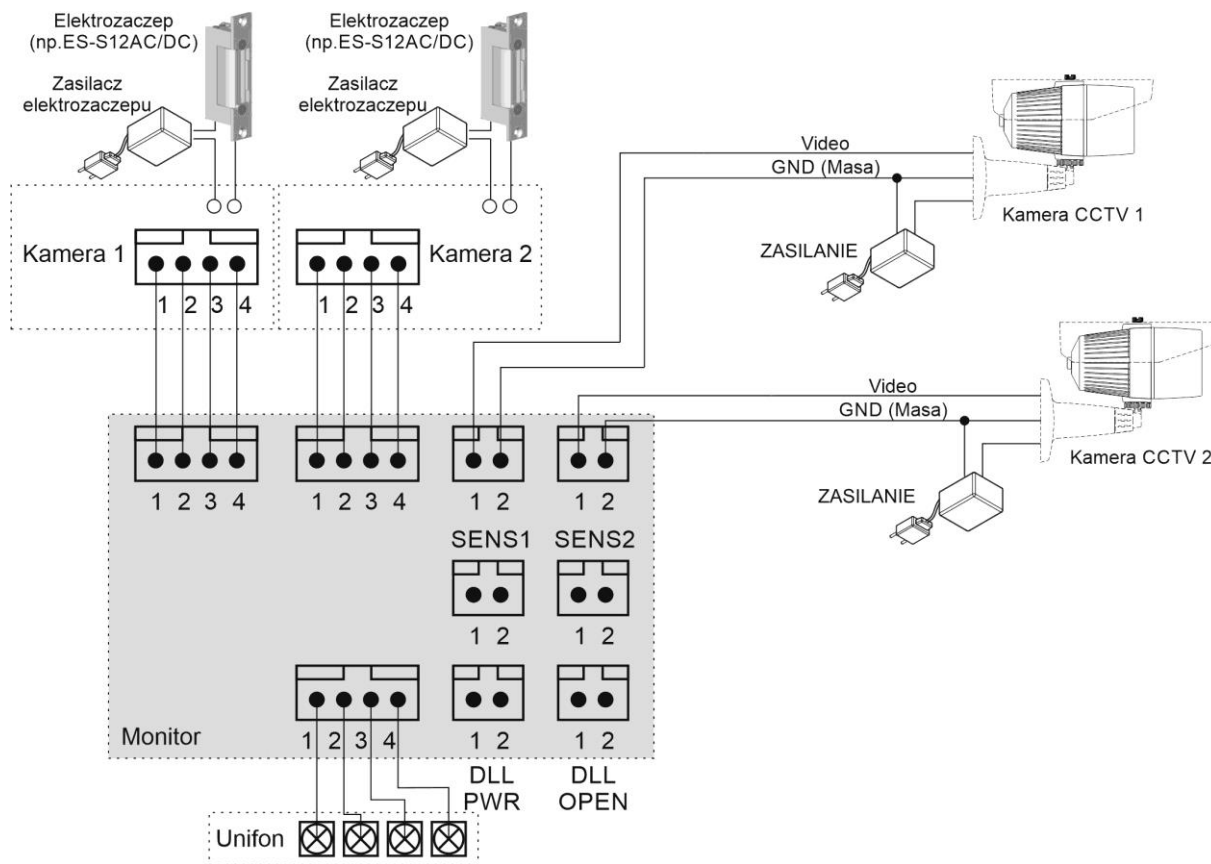 Elektrozaczep
(np.ES-S12AC/DC)
Elektrozaczep
(np.ES-S12AC/DC)
Zasilacz
elektrozaczepu
Zasilacz
elektrozaczepu
Video
GND (Masa)
Kamera CCTV 1
ZASILANIE
Kamera 1
Kamera 2
1 2 3 4
1 2 3 4
Video
GND (Masa)
Kamera CCTV 2
ZASILANIE
1 2 3 4
1 2 3 4
1 2
1 2
SENS1
SENS2
1 2
1 2
Monitor
1 2 3 4
1 2
1 2
DLL
PWR
DLL
OPEN
Unifon